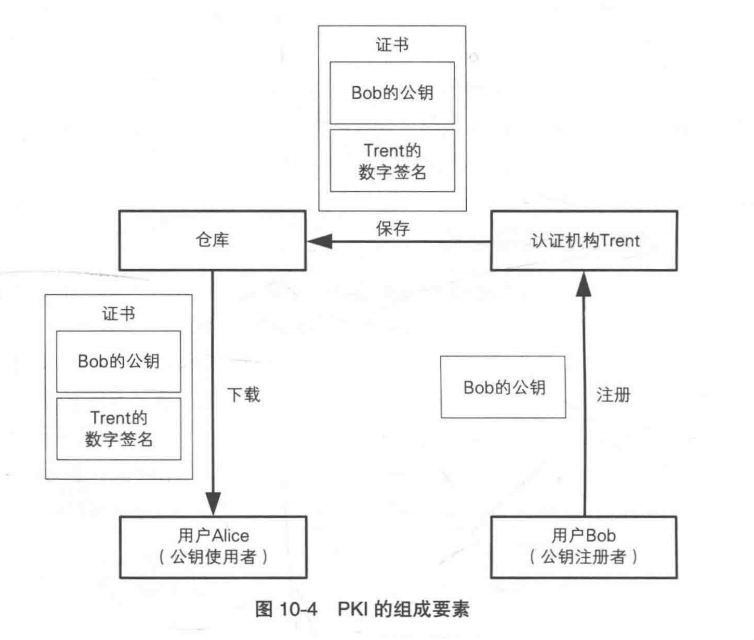 证书
Bob的公钥
Trent的
数字签名
仓库
保存
认证机构Trent
证书
Bob的公钥
Trent的
数字签名
下载
Bob的公钥
注册
用户Alice
（公钥使用者）
用户Bob
（公钥注册者）
图 10-4 PKI 的组成要素